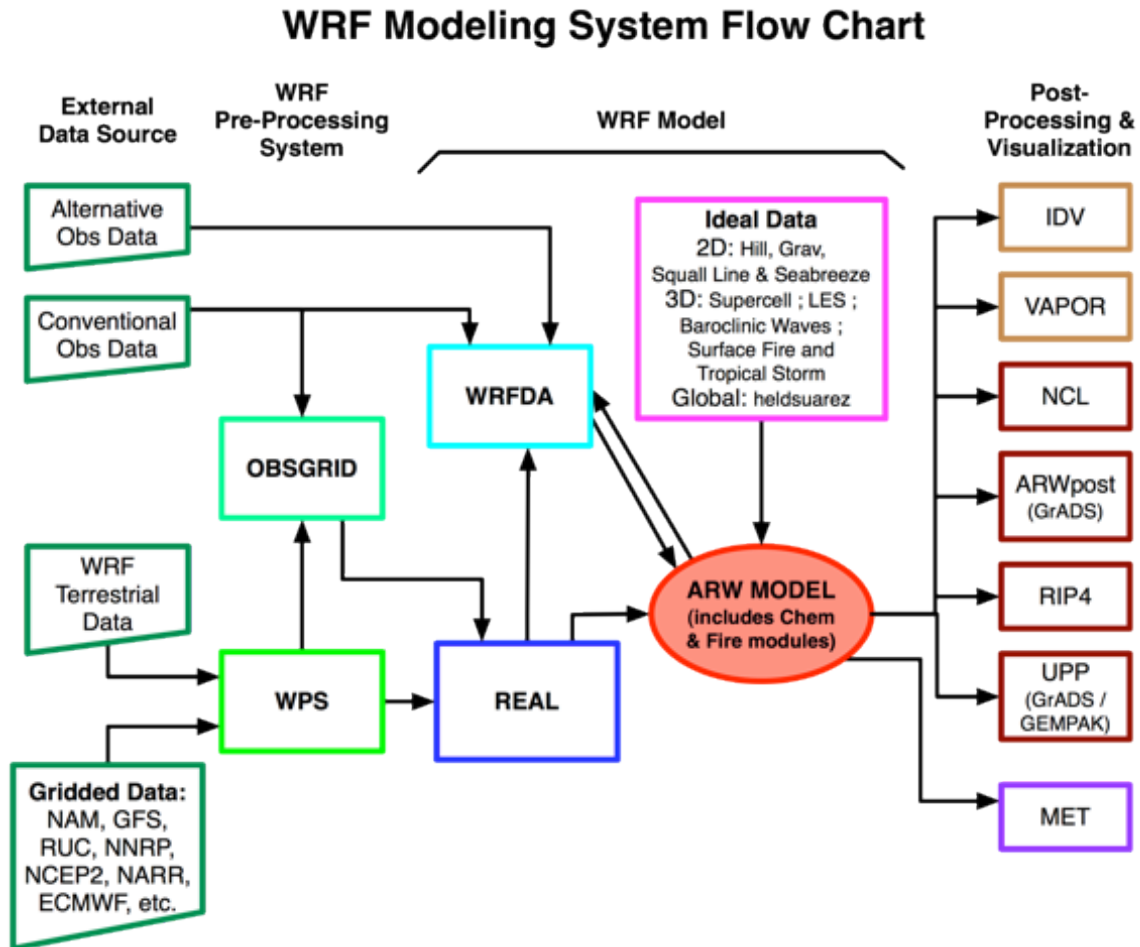 WRF Modeling System Flow Chart
External
Data Source
WRF
Pre-Processing
System
WRF Model
Post-
Processing &
Visualization
Alternative
Obs Data
Conventional
Obs Data
WRF
Terrestrial
Data
Gridded Data:
NAM, GFS,
RUC, NNRP,
NCEP2, NARR,
ECMWF, etc.
OBSGRID
WPS
WRFDA
REAL
Ideal Data
2D: Hill, Grav,
Squall Line & Seabreeze
3D: Supercell ; LES ;
Baroclinic Waves ;
Surface Fire and
Tropical Storm
Global: heldsuarez
ARW MODEL
(includes Chem
& Fire modules)
IDV
VAPOR
NCL
ARWpost
(GrADS)
RIP4
UPP
(GrADS /
GEMPAK)
MET